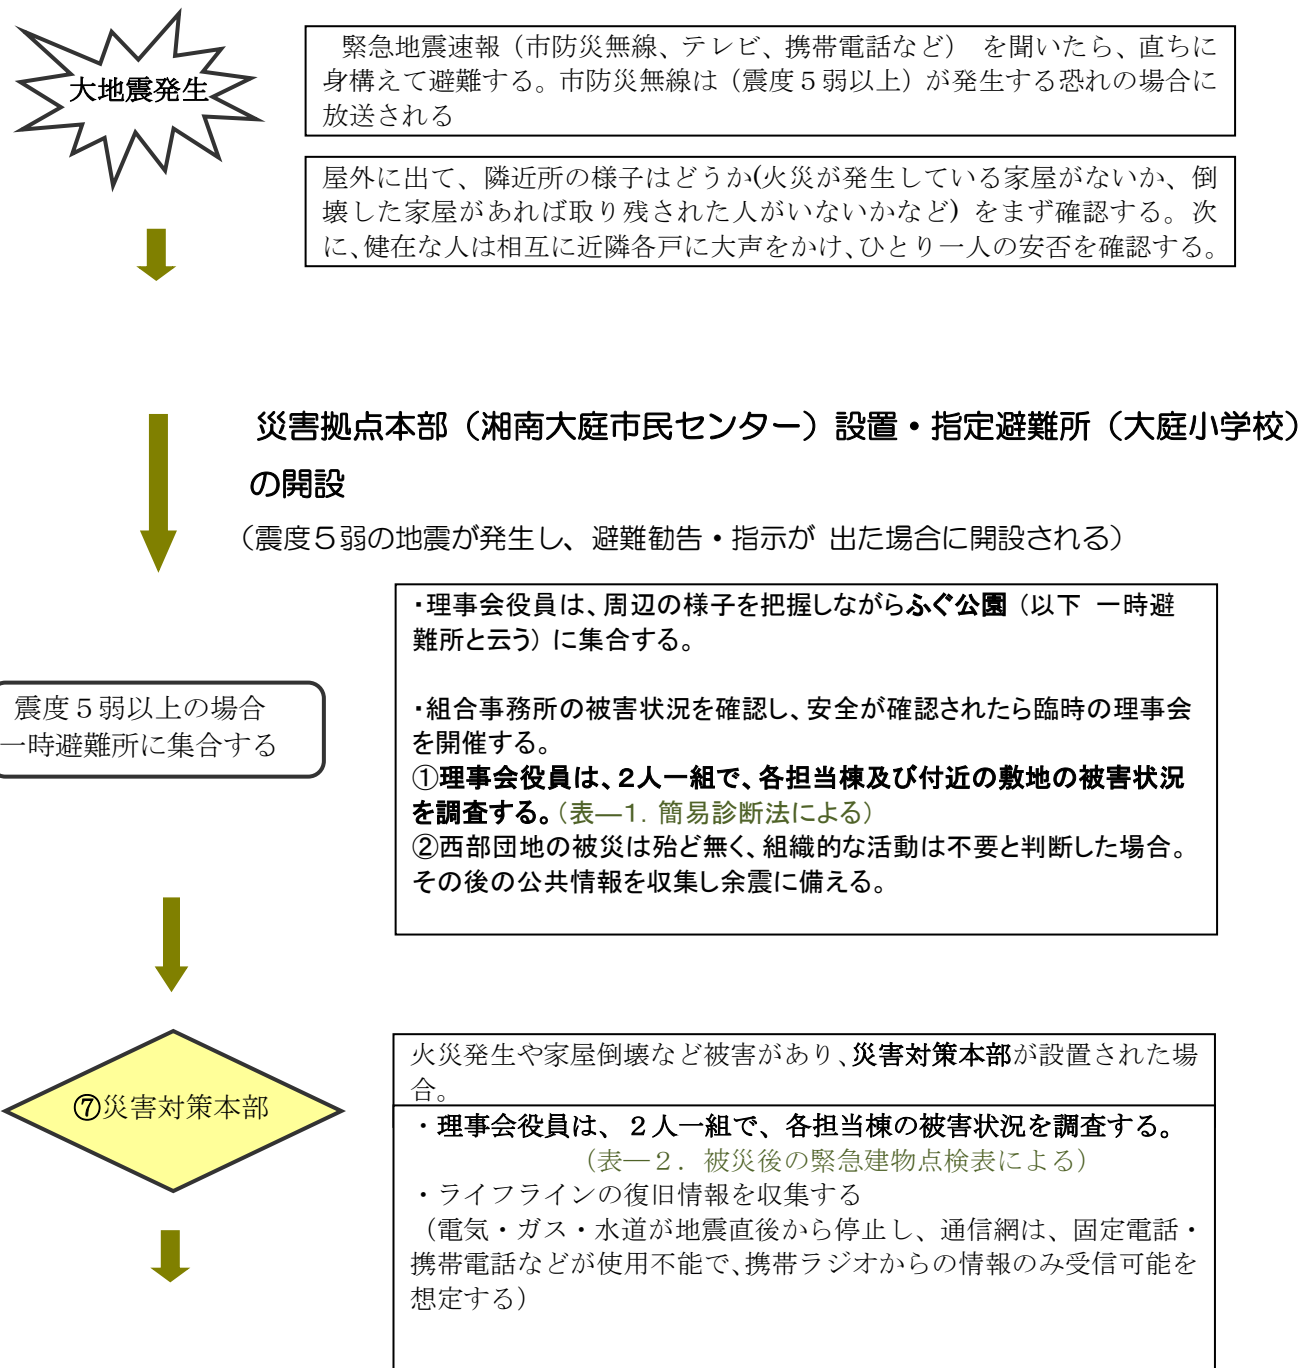 大地震発生
緊急地震速報（市防災無線、テレビ、携帯電話など） を聞いたら、直ちに
身構えて避難する。市防災無線は（震度５弱以上）が発生する恐れの場合に
放送される
屋外に出て、隣近所の様子はどうか(火災が発生している家屋がないか、倒
壊した家屋があれば取り残された人がいないかなど) をまず確認する。次
に、健在な人は相互に近隣各戸に大声をかけ、ひとり一人の安否を確認する。
災害拠点本部（湘南大庭市民センター）設置・指定避難所（大庭小学校）
の開設
（震度５弱の地震が発生し、避難勧告・指示が 出た場合に開設される）
震度５弱以上の場合
一時避難所に集合する
・理事会役員は、周辺の様子を把握しながらふぐ公園（以下 一時避
難所と云う）に集合する。
・組合事務所の被害状況を確認し、安全が確認されたら臨時の理事会
を開催する。
①理事会役員は、２人一組で、各担当棟及び付近の敷地の被害状況
を調査する。（表―１．簡易診断法による）
②西部団地の被災は殆ど無く、組織的な活動は不要と判断した場合。
その後の公共情報を収集し余震に備える。
⑦災害対策本部
火災発生や家屋倒壊など被害があり、災害対策本部が設置された場
合。
・理事会役員は、２人一組で、各担当棟の被害状況を調査する。
（表―２．被災後の緊急建物点検表による）
・ライフラインの復旧情報を収集する
（電気・ガス・水道が地震直後から停止し、通信網は、固定電話・
携帯電話などが使用不能で、携帯ラジオからの情報のみ受信可能を
想定する）